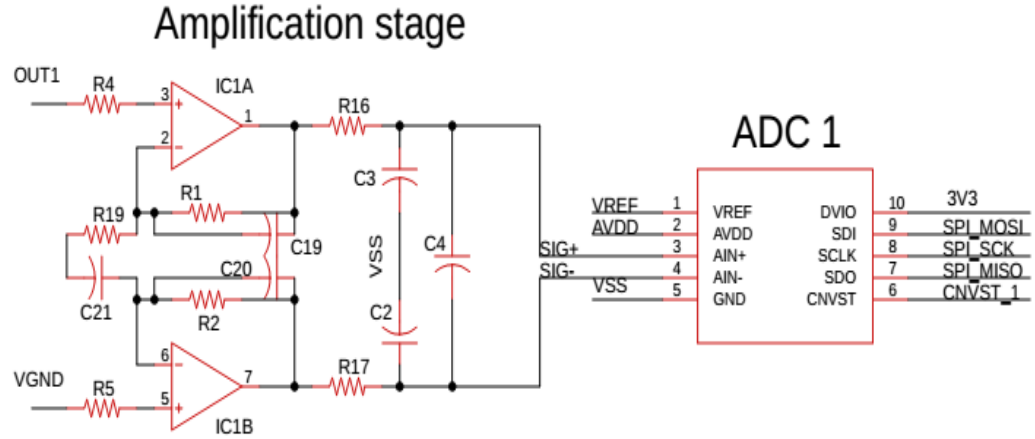 Amplification stage
OUT1
R4
3
+
IC1A
1
2
-
R16
C3
R1
R19
C19
VSS
C4
C20
C21
R2
C2
6
-
7
R17
VGND
R5
5
+
IC1B
ADC 1
VREF 1 VREF DVIO 10 3V3
AVDD 2 AVDD SDI 9 SPI_MOSI
SIG+ 3 AIN+ SCLK 8 SPI_SCK
SIG- 4 AIN- SDO 7 SPI_MISO
VSS 5 GND CNVST 6 CNVST_1